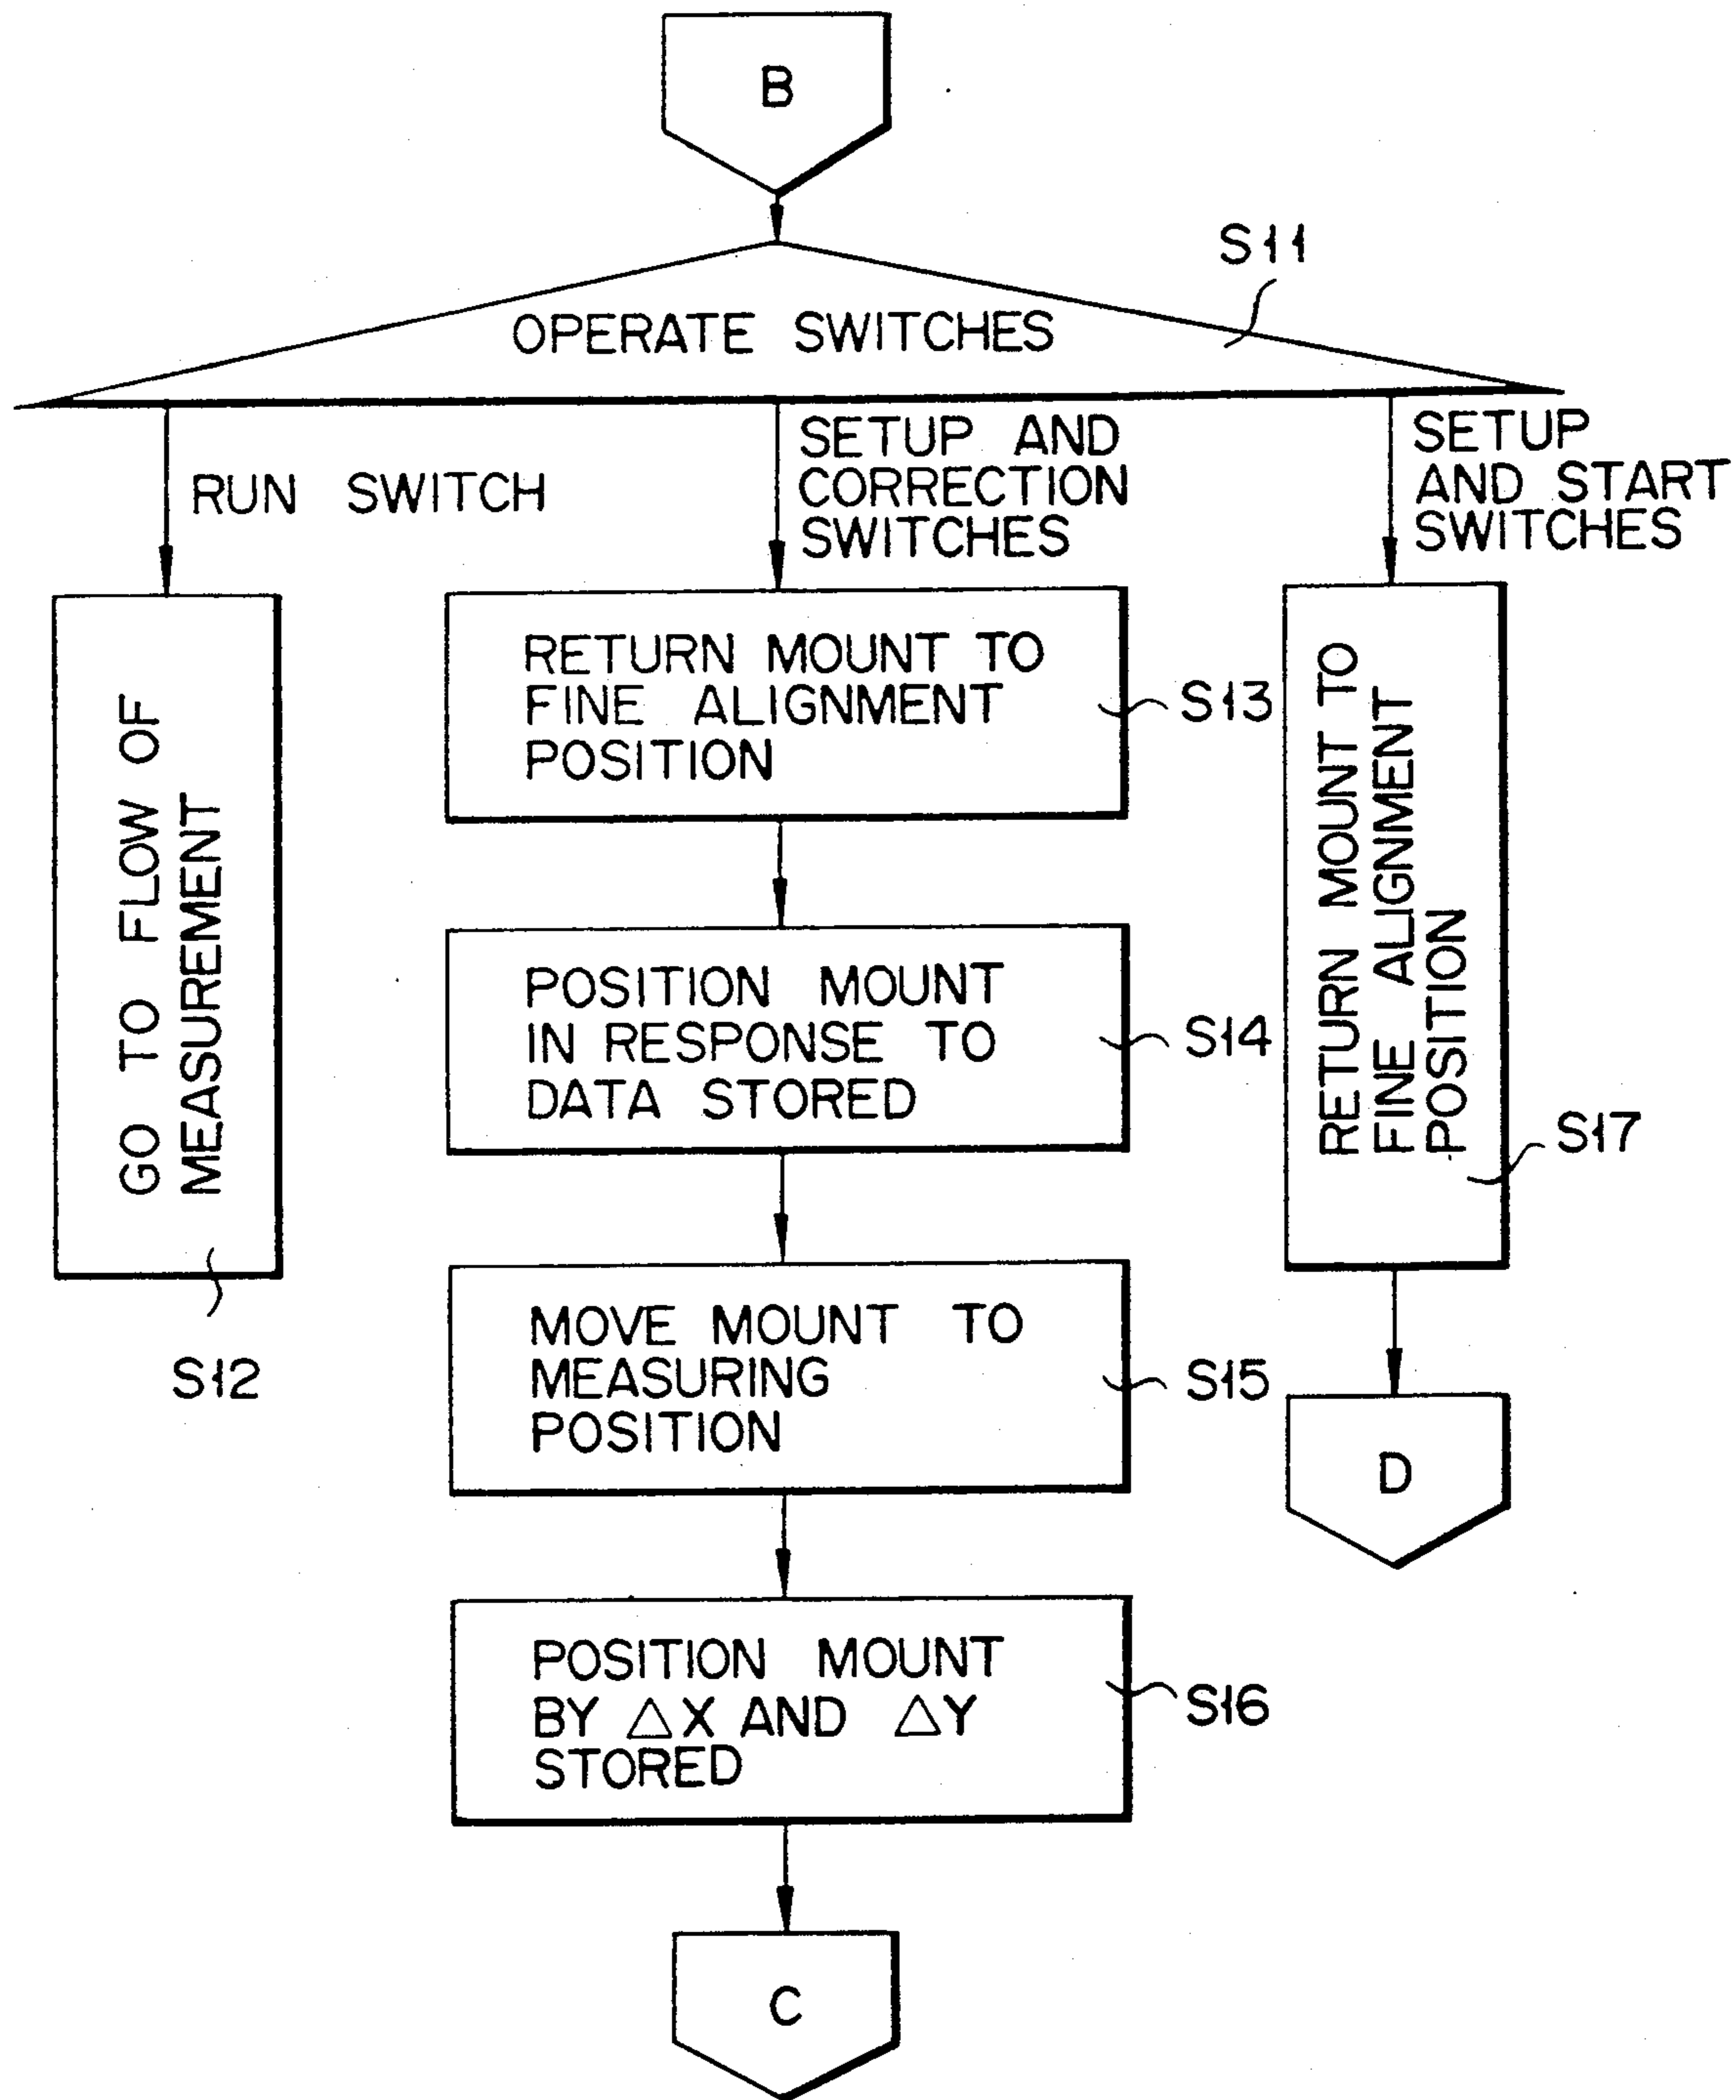 B
S11
OPERATE SWITCHES
RUN SWITCH
SETUP AND
CORRECTION
SWITCHES
SETUP
AND START
SWITCHES
GO TO FLOW OF
MEASUREMENT
S12
RETURN MOUNT TO
FINE ALIGNMENT
POSITION
S13
POSITION MOUNT
IN RESPONSE TO
DATA STORED
S14
MOVE MOUNT TO
MEASURING
POSITION
S15
POSITION MOUNT
BY △X AND △Y
STORED
S16
C
RETURN MOUNT TO
FINE ALIGNMENT
POSITION
S17
D